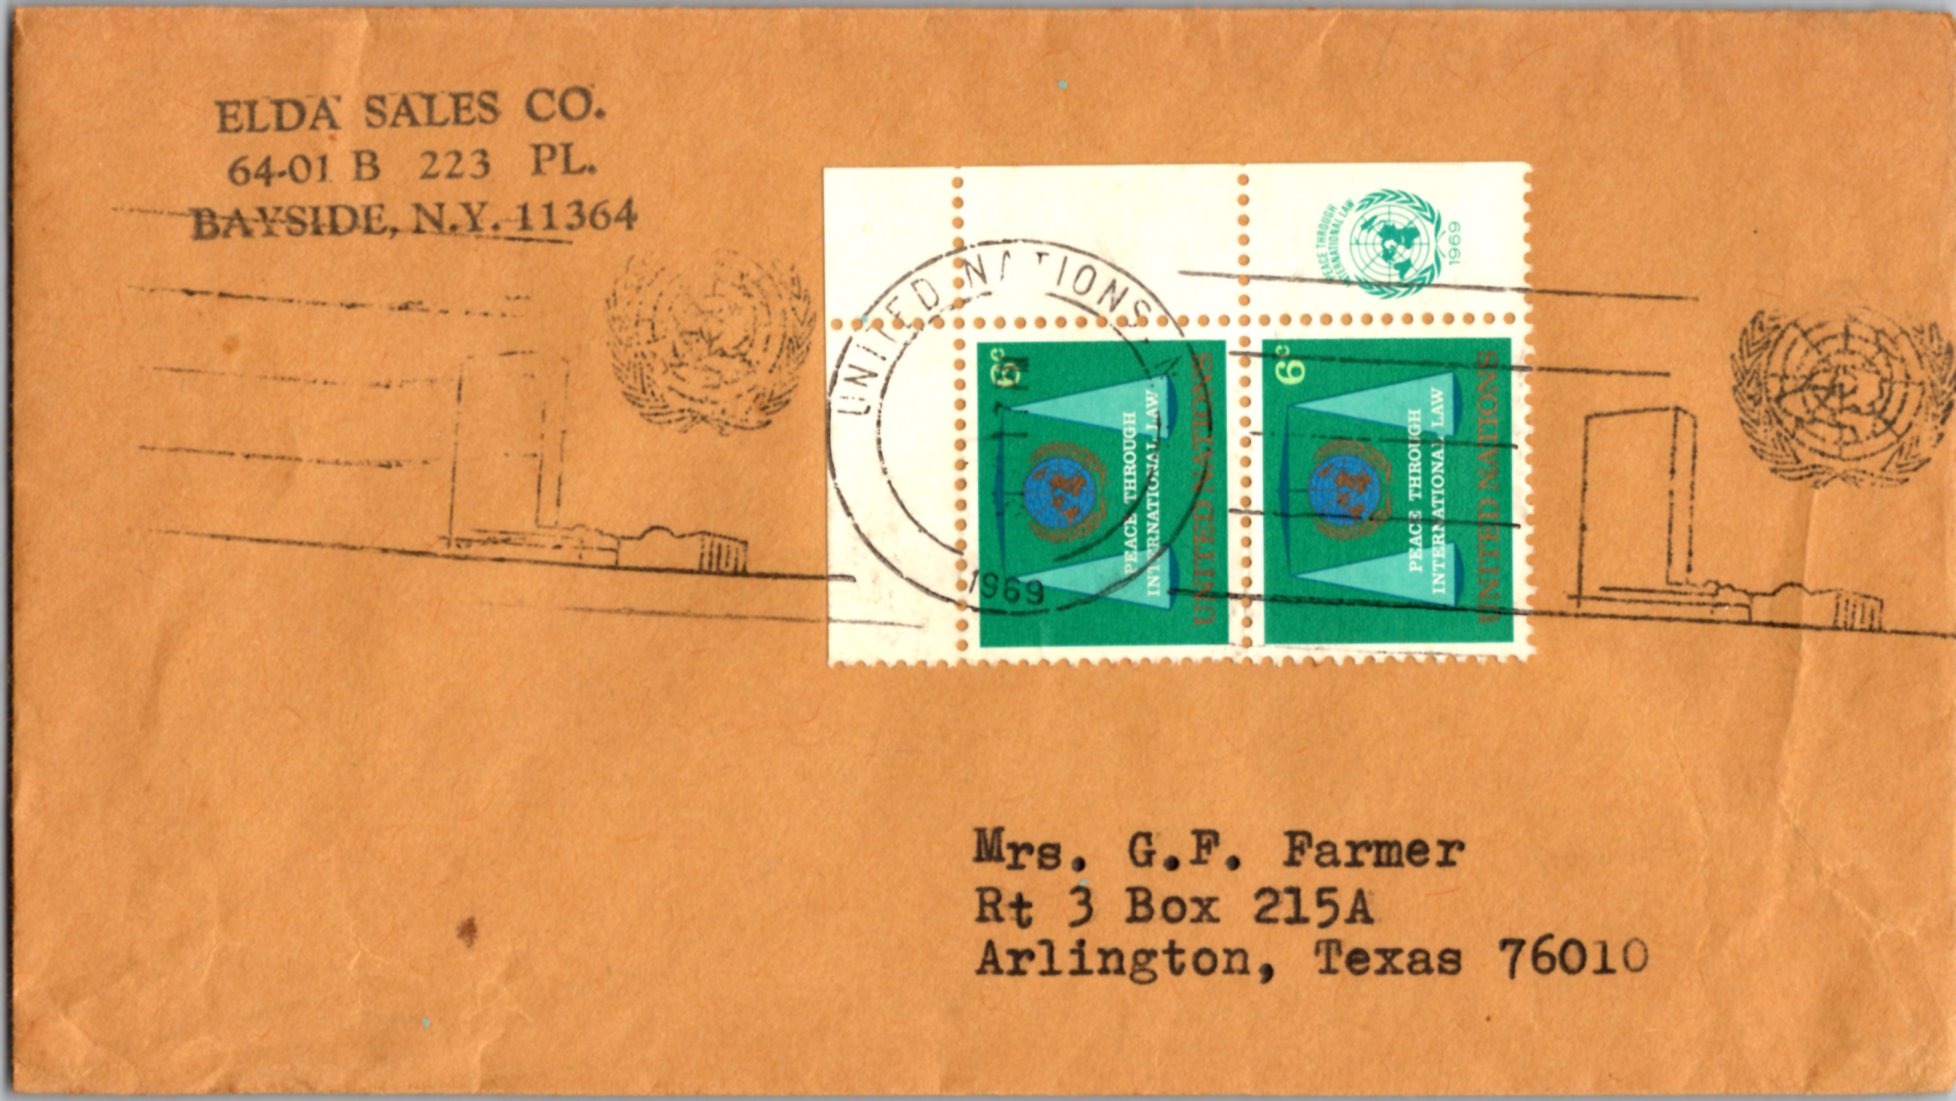 ELDA SALES CO.
64-01 B 223 PL.
BAYSIDE, N.Y. 11364
UNITED NATIONS
1969
PEACE THROUGH
INTERNATIONAL LAW
1969
6c
PEACE THROUGH
INTERNATIONAL LAW
UNITED NATIONS
6c
PEACE THROUGH
INTERNATIONAL LAW
UNITED NATIONS
Mrs. G.F. Farmer
Rt 3 Box 215A
Arlington, Texas 76010